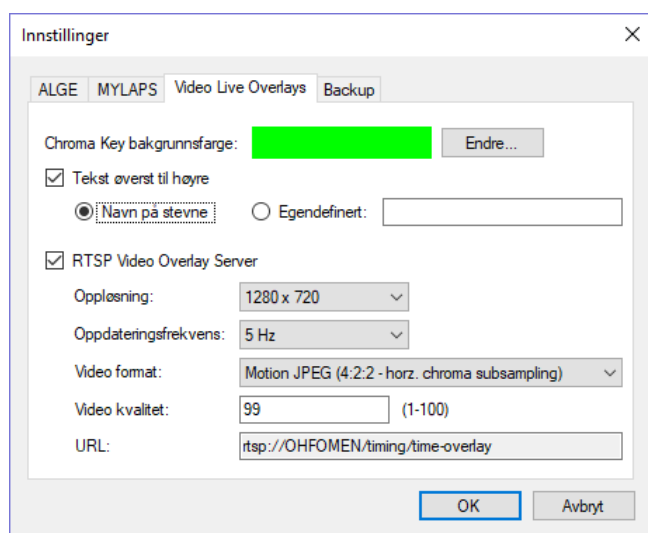 Innstillinger
ALGE MYLAPS Video Live Overlays Backup
Chroma Key bakgrunnsfarge: Endre...
Tekst øverst til høyre
Navn på stevne Egendefinert:
RTSP Video Overlay Server
Oppløsning: 1280 x 720
Oppdateringsfrekvens: 5 Hz
Video format: Motion JPEG (4:2:2 - horz. chroma subsampling)
Video kvalitet: 99 (1-100)
URL: rtsp://OHFOMEN/timing/time-overlay
OK Avbryt